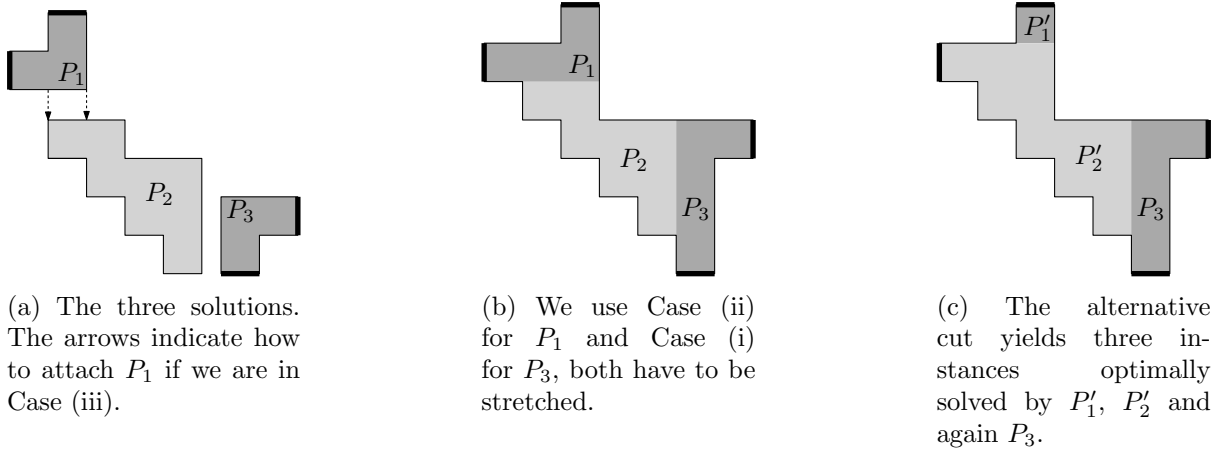 P₁
P₂
P₃
(a) The three solutions.
The arrows indicate how
to attach P₁ if we are in
Case (iii).
P₁
P₂
P₃
(b) We use Case (ii)
for P₁ and Case (i)
for P₃, both have to be
stretched.
P′₁
P′₂
P₃
(c) The alternative
cut yields three in-
stances optimally
solved by P′₁, P′₂ and
again P₃.